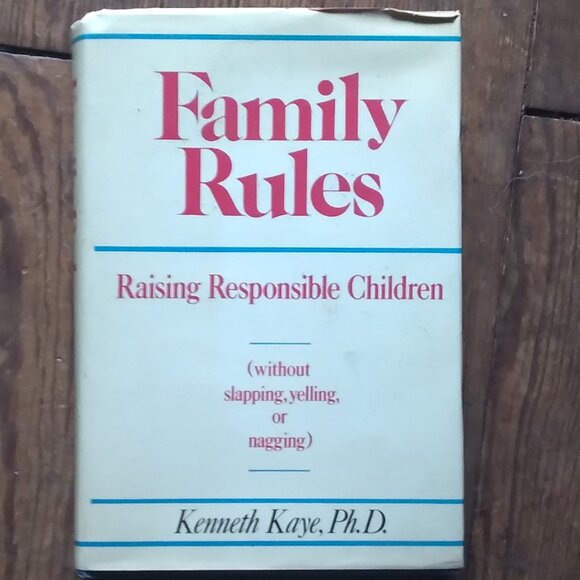 Family
Rules
Raising Responsible Children
(without
slapping, yelling,
or
nagging)
Kenneth Kaye, Ph.D.